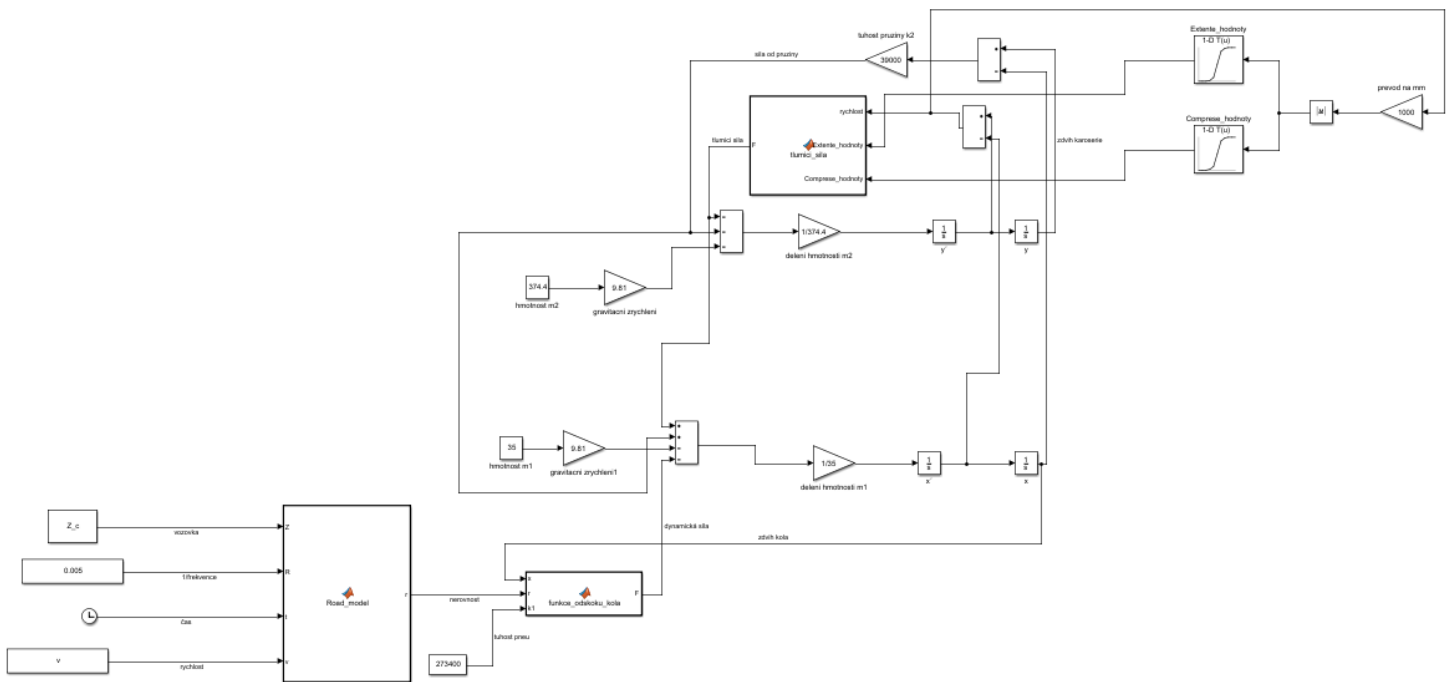 Extente_hodnoty
1-D T(u)
tuhost pruziny k2
39000
sila od pruziny
prevod na mm
1000
|u|
Comprese_hodnoty
1-D T(u)
rychlost
Extente_hodnoty
tlumici_sila
Comprese_hodnoty
F
tlumici sila
zdvih karoserie
1/374.4
deleni hmotnosti m2
1
s
y´
1
s
y
374.4
hmotnost m2
9.81
gravitacni zrychleni
35
hmotnost m1
9.81
gravitacni zrychleni1
1/35
deleni hmotnosti m1
1
s
x´
1
s
x
dynamická sila
zdvih kola
Z_c
vozovka
Z
0.005
1/frekvence
R
čas
t
v
rychlost
v
Road_model
r
nerovnost
x
r
k1
funkce_odskoku_kola
F
tuhost pneu
273400